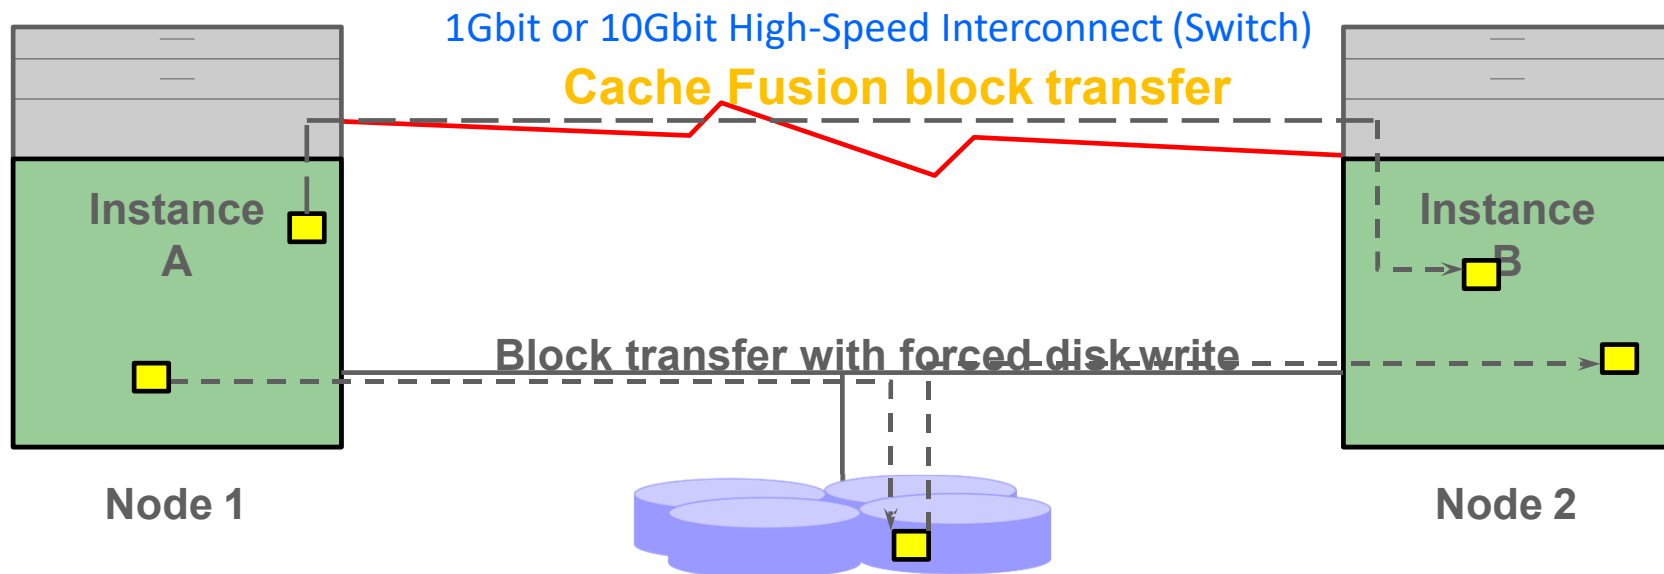 1Gbit or 10Gbit High-Speed Interconnect (Switch)
Cache Fusion block transfer
Instance
A
Instance
B
Block transfer with forced disk write
Node 1
Node 2